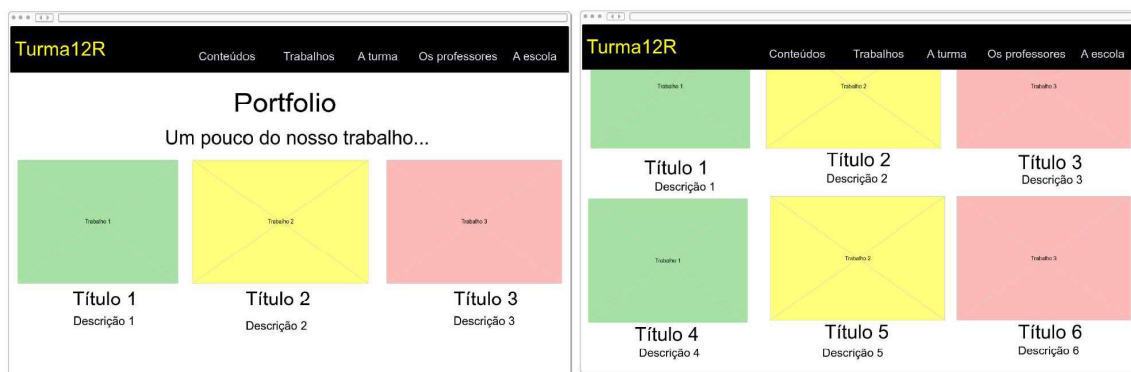 Turma12R
Conteúdos Trabalhos A turma Os professores A escola
Portfolio
Um pouco do nosso trabalho...
Trabalho 1 Trabalho 2 Trabalho 3
Título 1 Título 2 Título 3
Descrição 1 Descrição 2 Descrição 3
Turma12R
Conteúdos Trabalhos A turma Os professores A escola
Trabalho 1 Trabalho 2 Trabalho 3
Título 1 Título 2 Título 3
Descrição 1 Descrição 2 Descrição 3
Trabalho 1 Trabalho 2 Trabalho 3
Título 4 Título 5 Título 6
Descrição 4 Descrição 5 Descrição 6